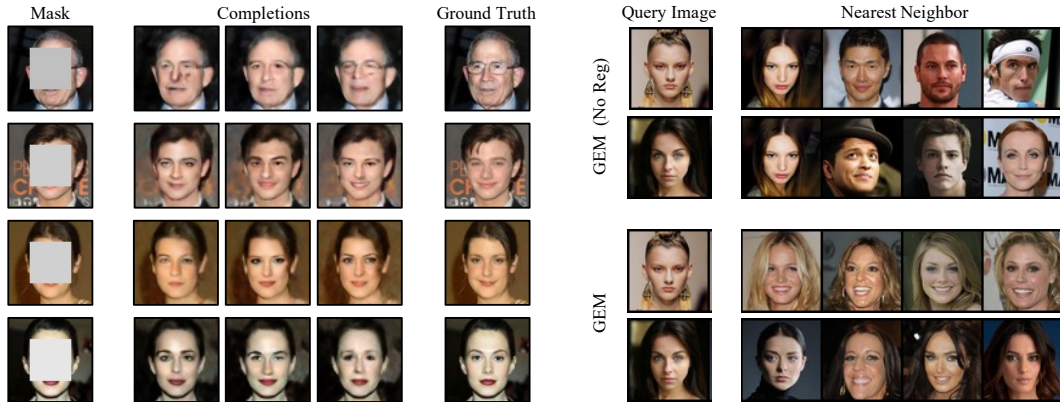 Mask Completions Ground Truth Query Image Nearest Neighbor
GEM (No Reg)
GEM